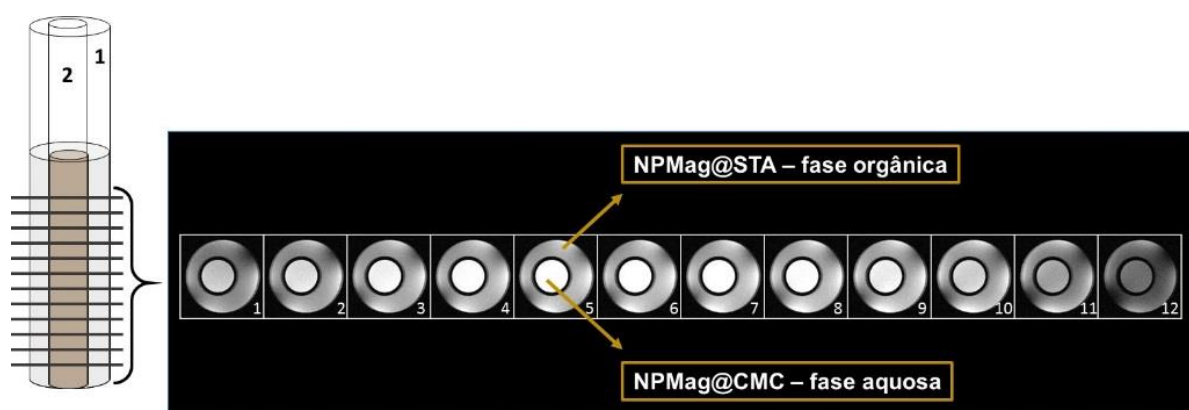 1
2
NPMag@STA – fase orgânica
1 2 3 4 5 6 7 8 9 10 11 12
NPMag@CMC – fase aquosa